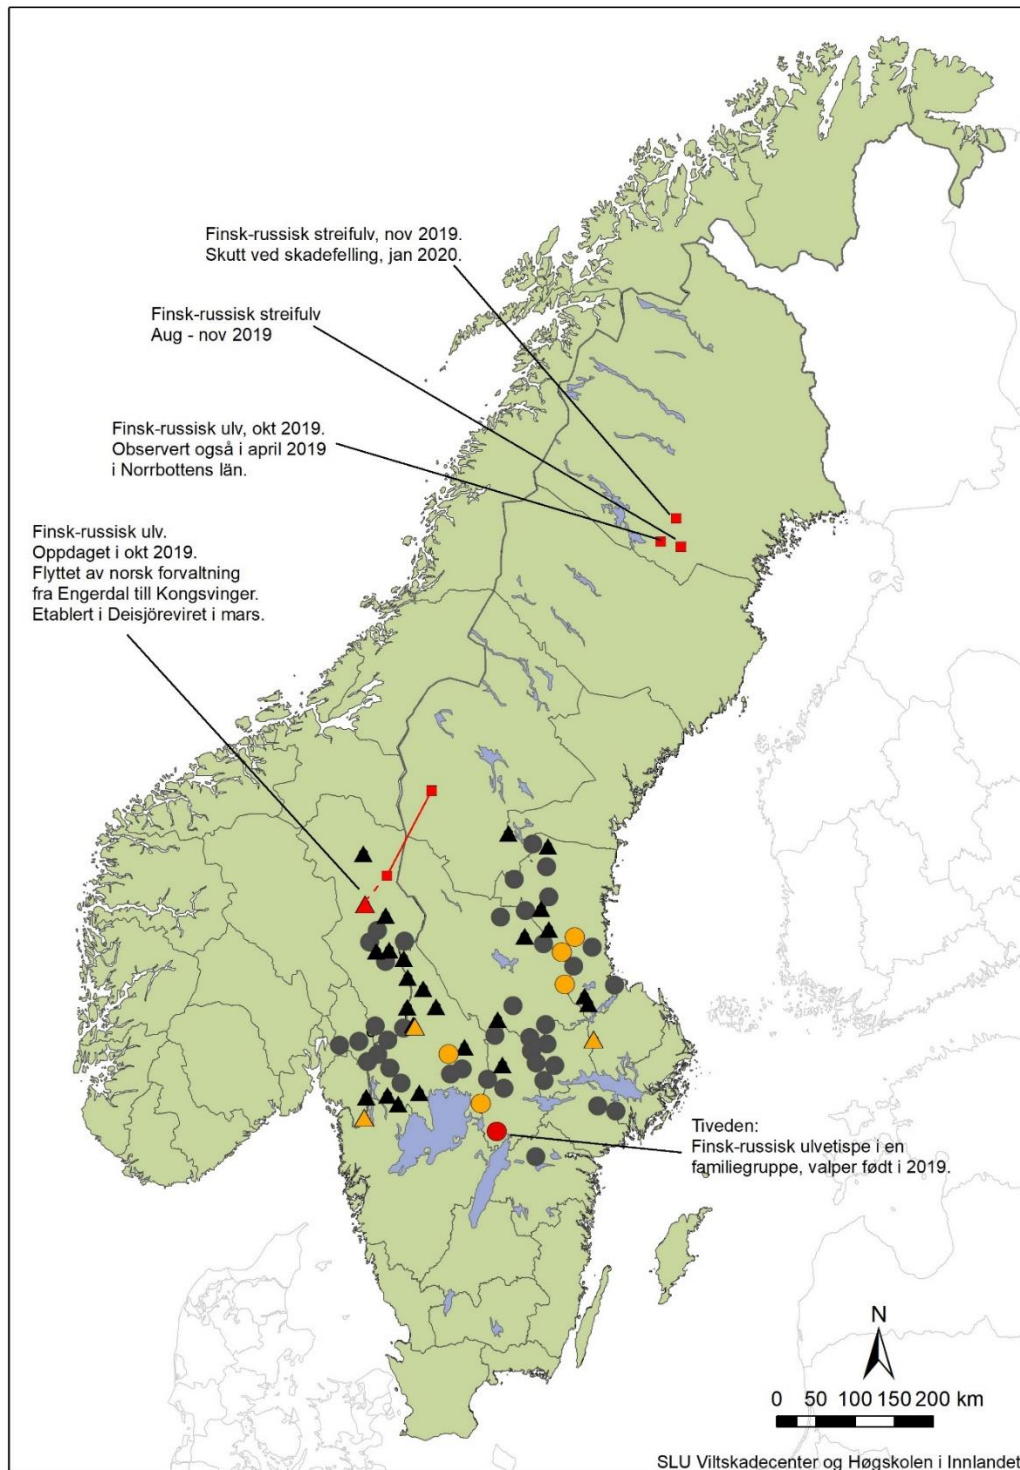 Finsk-russisk streifulv, nov 2019.
Skutt ved skadefelling, jan 2020.
Finsk-russisk streifulv
Aug - nov 2019
Finsk-russisk ulv, okt 2019.
Observert også i april 2019
i Norrbottens län.
Finsk-russisk ulv.
Oppdaget i okt 2019.
Flyttet av norsk forvaltning
fra Engerdal till Kongsvinger.
Etablert i Deisjöreviret i mars.
Tiveden:
Finsk-russisk ulvetispe i en
familiegruppe, valper født i 2019.
N
0 50 100 150 200 km
SLU Viltskadecenter og Høgskolen i Innlandet